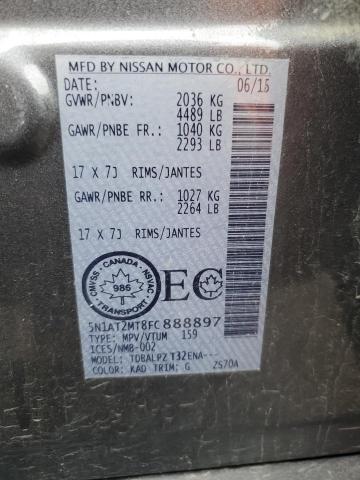 MFD BY NISSAN MOTOR CO., LTD.
DATE: 06/15
GVWR/PNBV: 2036 KG
4489 LB
GAWR/PNBE FR.: 1040 KG
2293 LB
17 X 7J RIMS/JANTES
GAWR/PNBE RR.: 1027 KG
2264 LB
17 X 7J RIMS/JANTES
CMVSS · CANADA · NSVAC
986
EC
5N1AT2MT8FC888897
TYPE: MPV/VTUM 159
ICES/NMB-002
MODEL: TDBALPZ T32ENA--
COLOR: KAD TRIM: G ZS70A